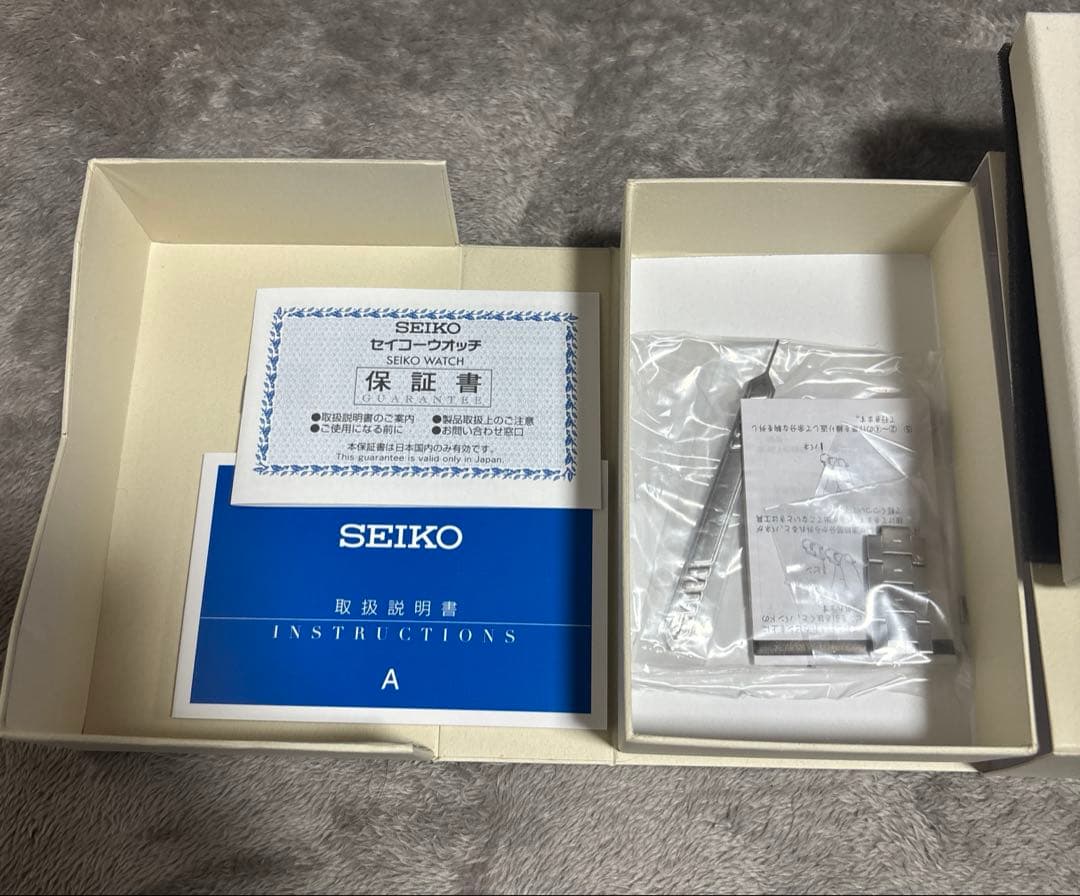 SEIKO
セイコーウオッチ
SEIKO WATCH
保証書
GUARANTEE
●取扱説明書のご案内 ●製品取扱上のご注意
●ご使用になる前に ●お問い合わせ窓口
本保証書は日本国内のみ有効です。
This guarantee is valid only in Japan.
SEIKO
取扱説明書
INSTRUCTIONS
A